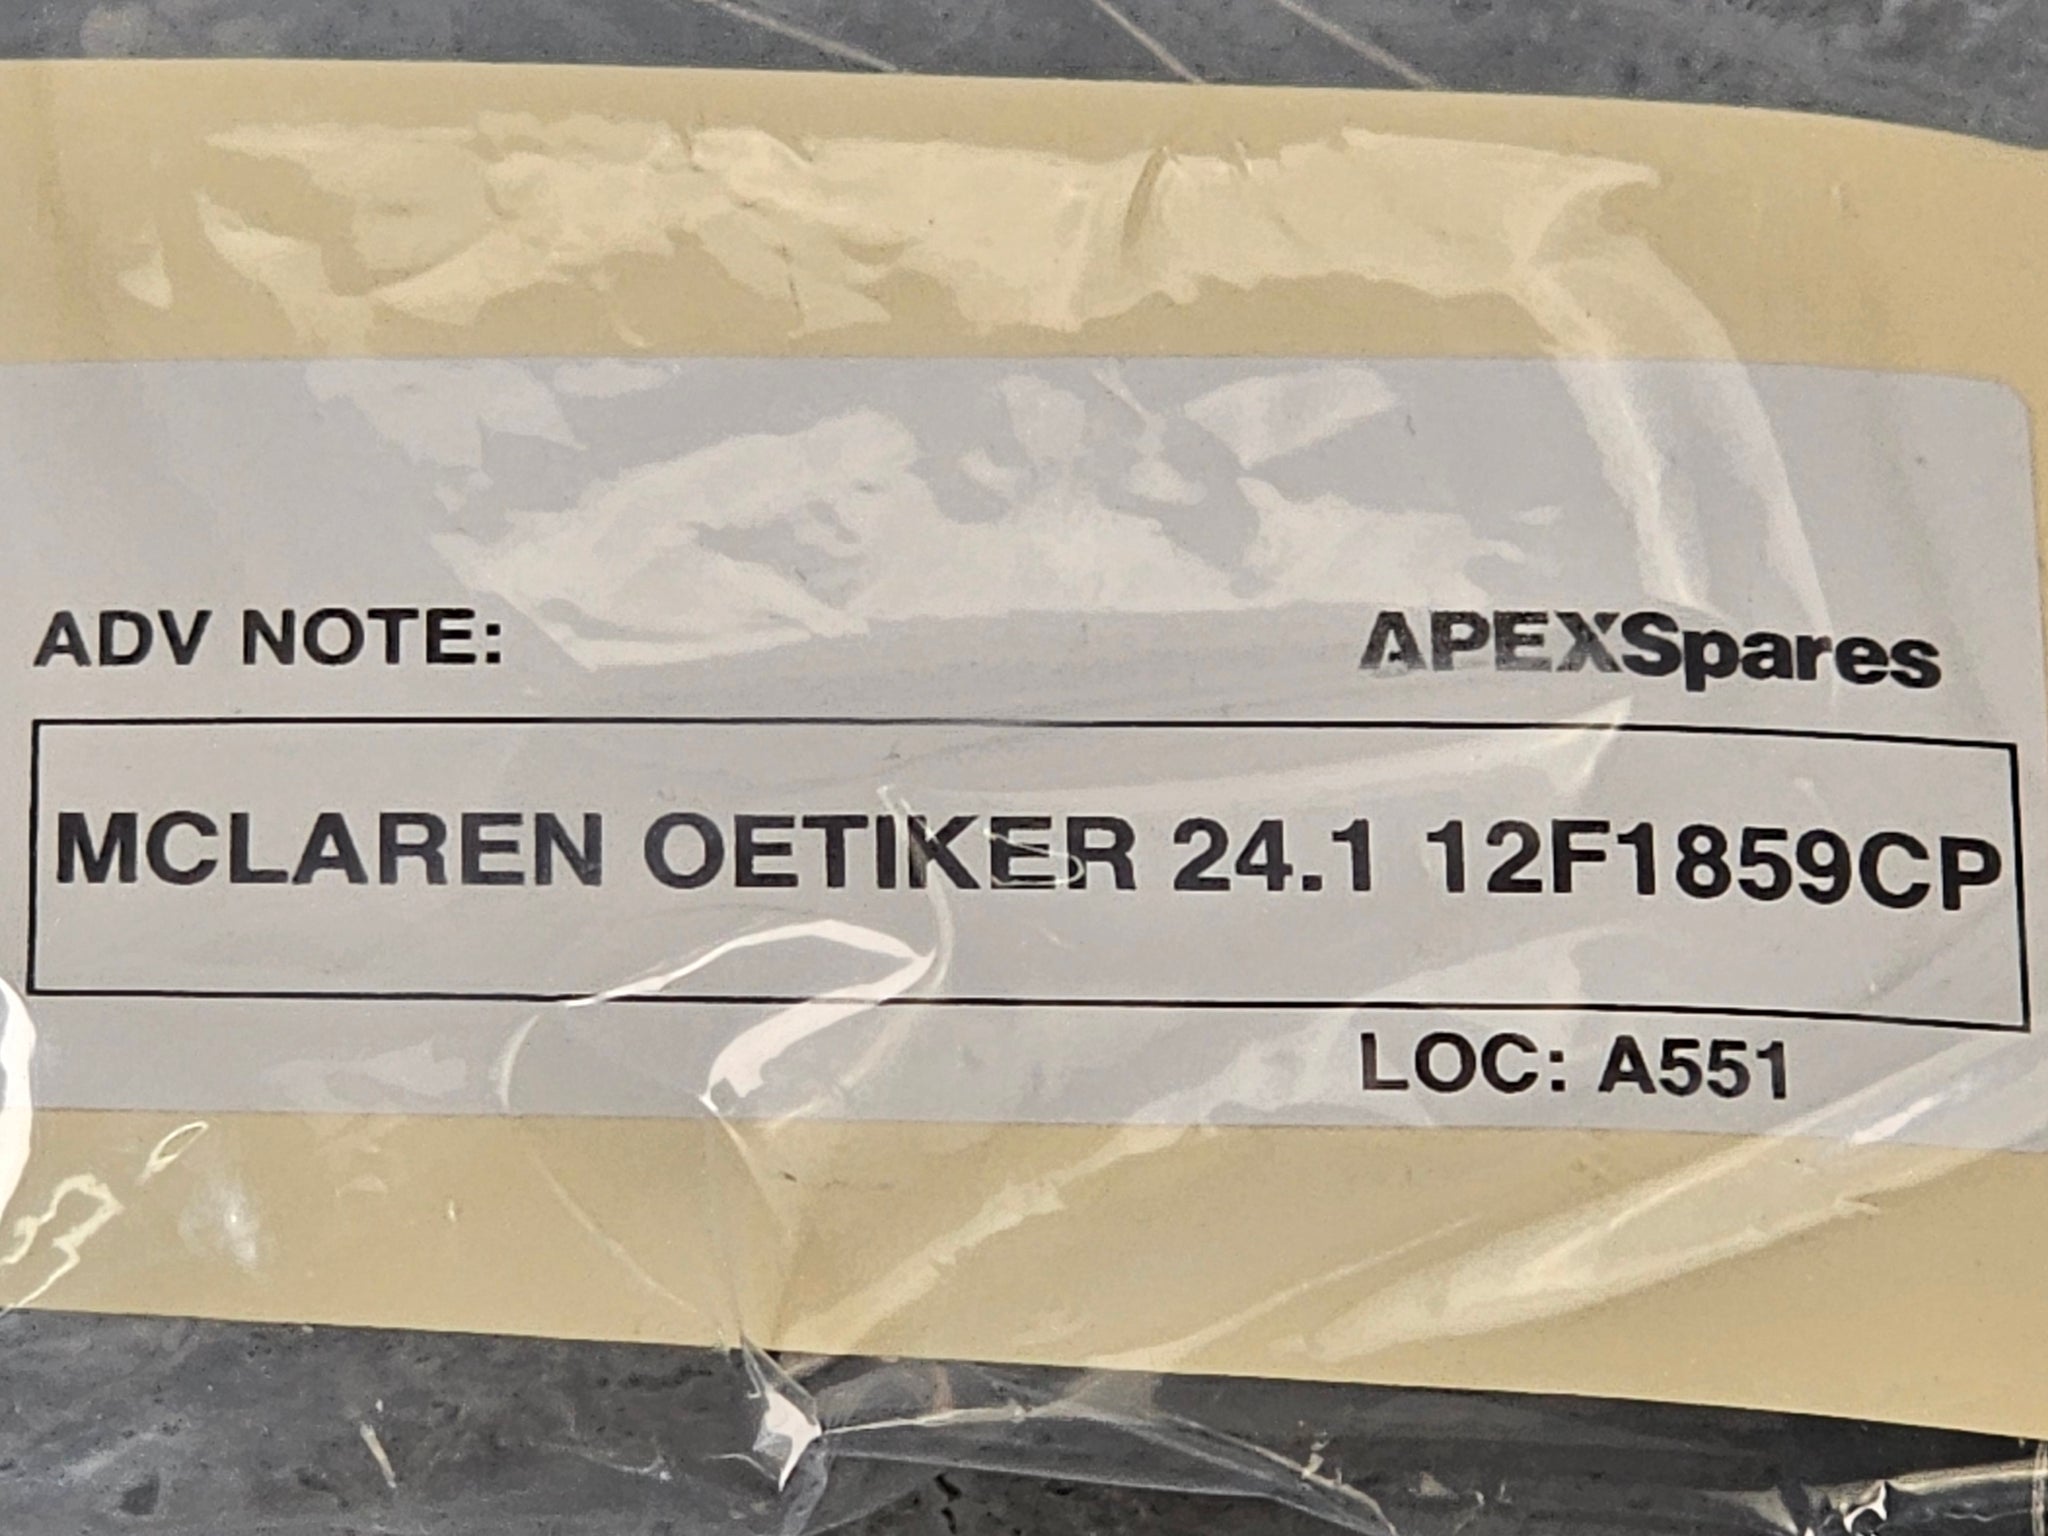 ADV NOTE:
APEXSpares
MCLAREN OETIKER 24.1 12F1859CP
LOC: A551